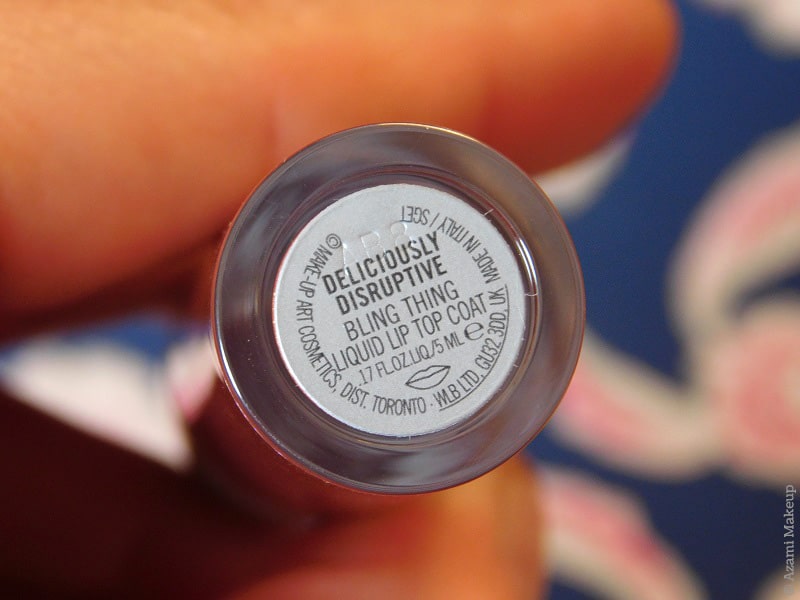 DELICIOUSLY
DISRUPTIVE
BLING THING
LIQUID LIP TOP COAT
.17 FL.OZ.LIQ/5 ML e
© MAKE-UP ART COSMETICS, DIST. TORONTO · WLB LTD, GU32 3DD, UK MADE IN ITALY / SGET
© Azami Makeup